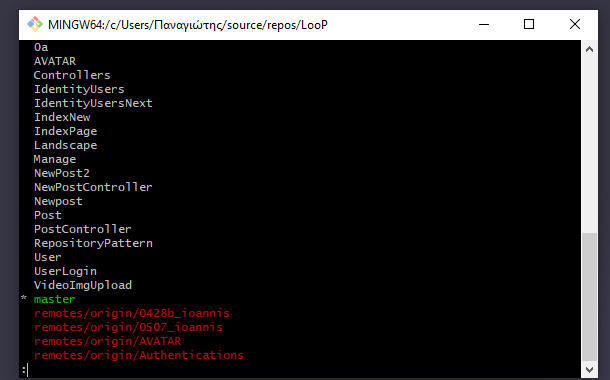 MINGW64:/c/Users/Παναγιώτης/source/repos/LooP
Oa
AVATAR
Controllers
IdentityUsers
IdentityUsersNext
IndexNew
IndexPage
Landscape
Manage
NewPost2
NewPostController
Newpost
Post
PostController
RepositoryPattern
User
UserLogin
VideoImgUpload
* master
remotes/origin/0428b_ioannis
remotes/origin/0507_ioannis
remotes/origin/AVATAR
remotes/origin/Authentications
: